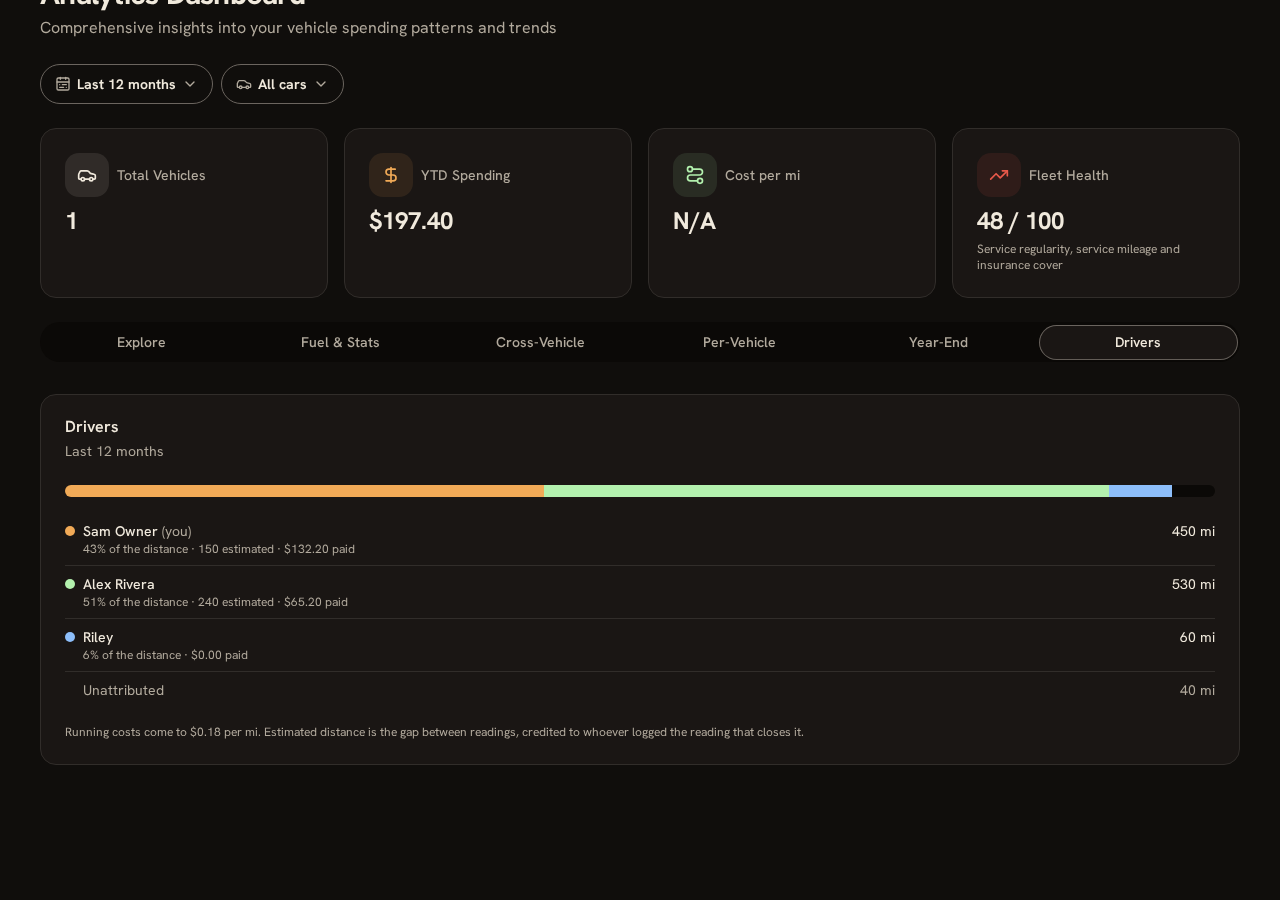 Analytics Dashboard
Comprehensive insights into your vehicle spending patterns and trends
Last 12 months
All cars
Total Vehicles
1
YTD Spending
$197.40
Cost per mi
N/A
Fleet Health
48 / 100
Service regularity, service mileage and
insurance cover
Explore
Fuel & Stats
Cross-Vehicle
Per-Vehicle
Year-End
Drivers
Drivers
Last 12 months
Sam Owner (you)
450 mi
43% of the distance · 150 estimated · $132.20 paid
Alex Rivera
530 mi
51% of the distance · 240 estimated · $65.20 paid
Riley
60 mi
6% of the distance · $0.00 paid
Unattributed
40 mi
Running costs come to $0.18 per mi. Estimated distance is the gap between readings, credited to whoever logged the reading that closes it.